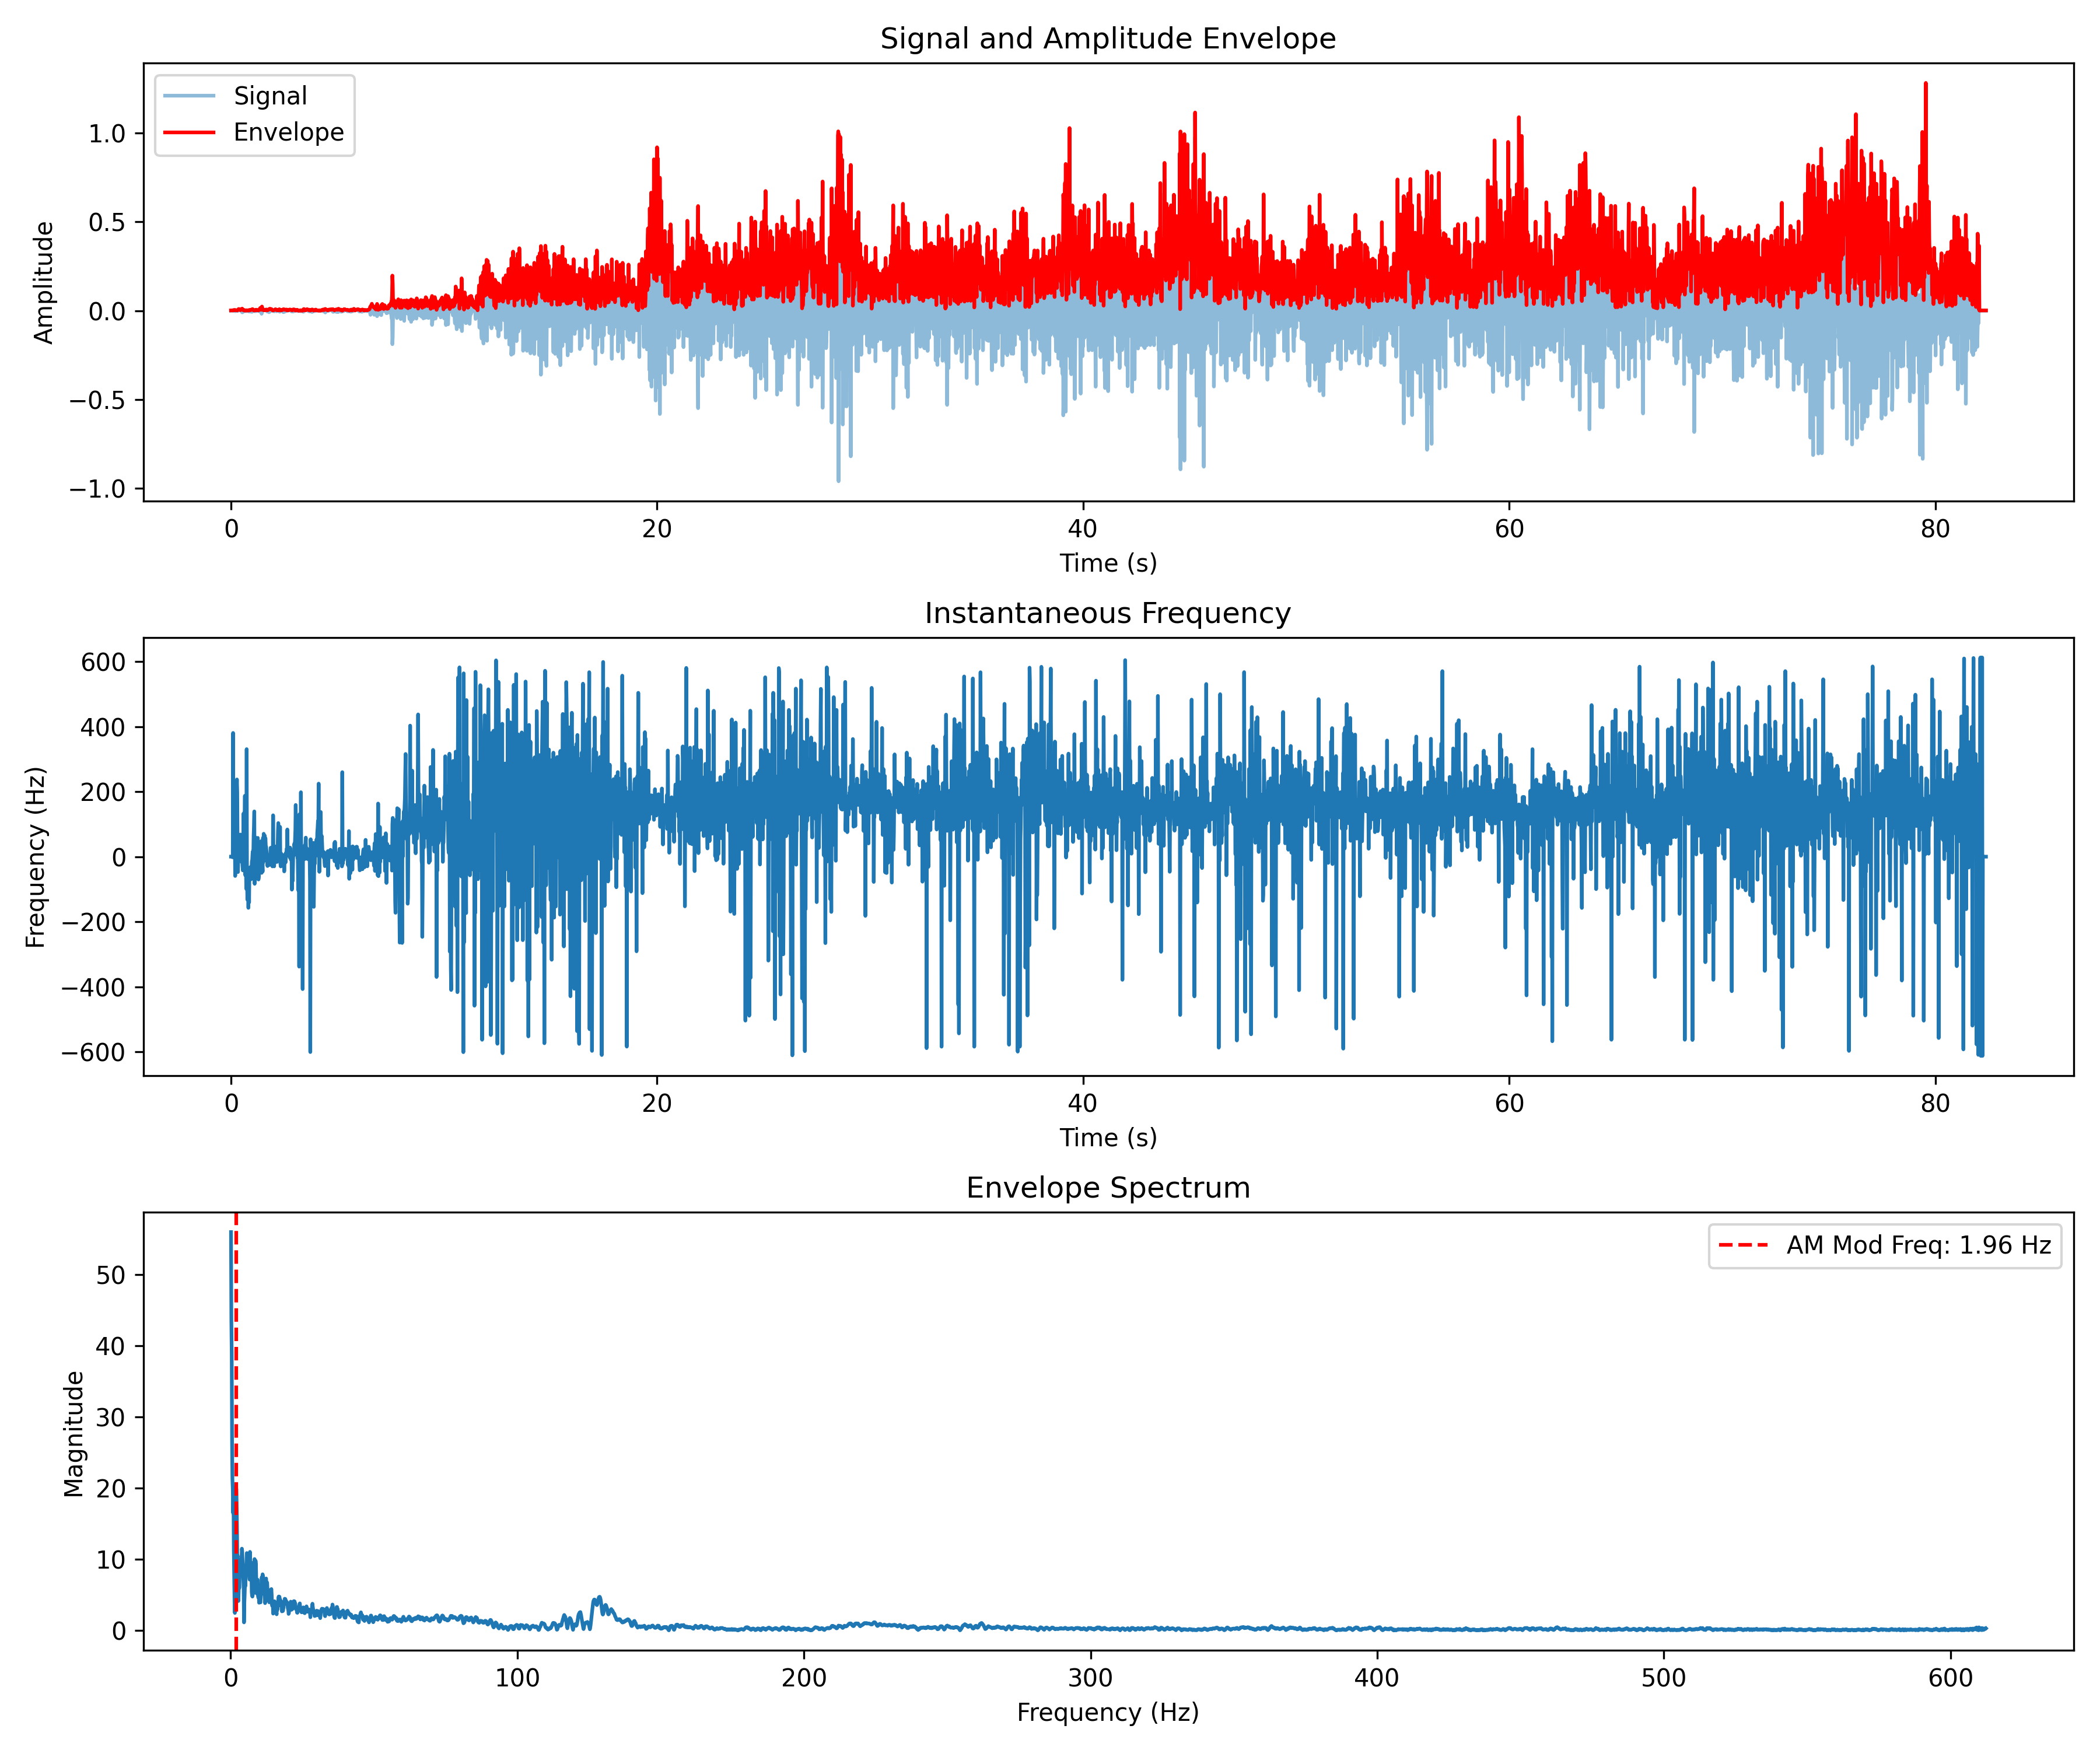 Signal and Amplitude Envelope
Signal
Envelope
Amplitude
1.0
0.5
0.0
−0.5
−1.0
0 20 40 60 80
Time (s)
Instantaneous Frequency
Frequency (Hz)
600
400
200
0
−200
−400
−600
0 20 40 60 80
Time (s)
Envelope Spectrum
AM Mod Freq: 1.96 Hz
Magnitude
50
40
30
20
10
0
0 100 200 300 400 500 600
Frequency (Hz)